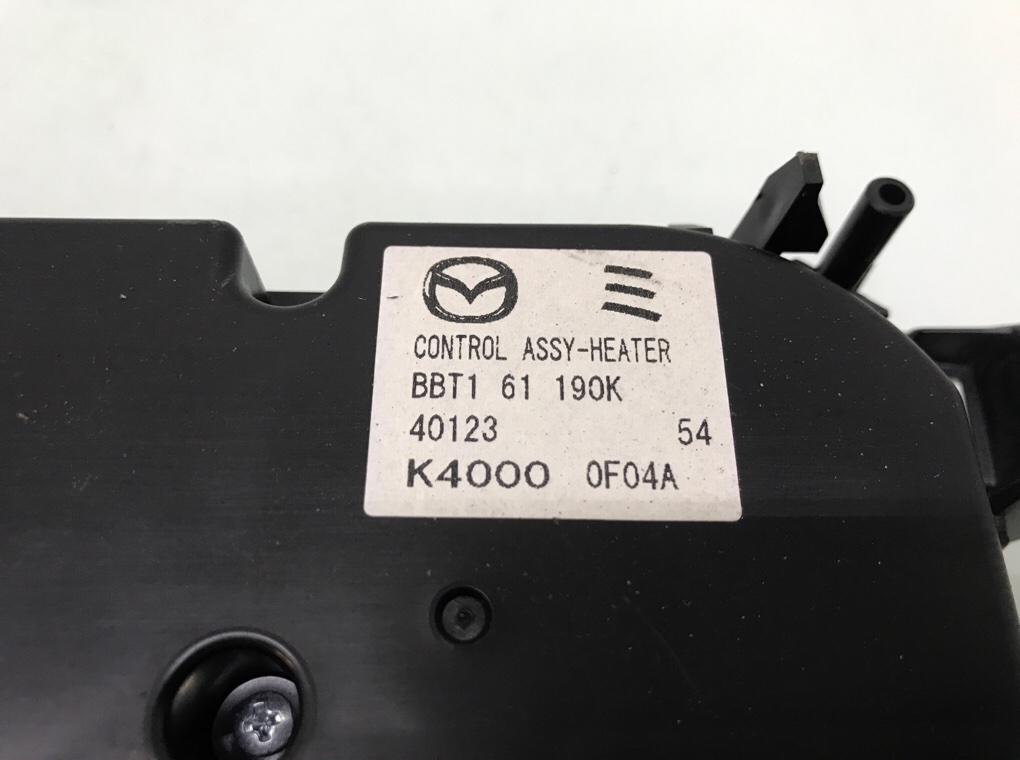 CONTROL ASSY-HEATER
BBT1 61 190K
40123 54
K4000 0F04A